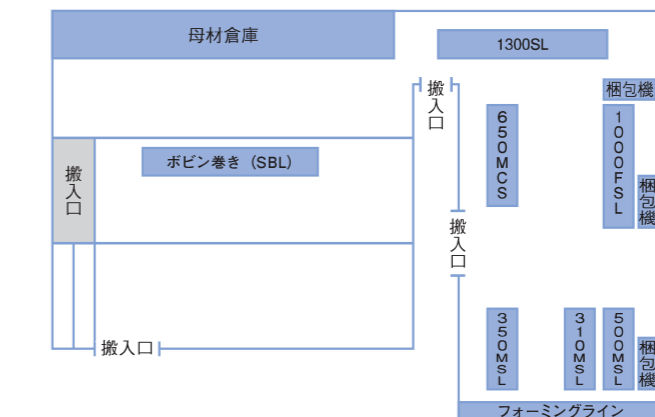 母材倉庫
1300SL
搬入口
梱包機
650MCS
1000FSL
梱包機
ボビン巻き（SBL）
搬入口
搬入口
搬入口
350MSL
310MSL
500MSL
梱包機
フォーミングライン